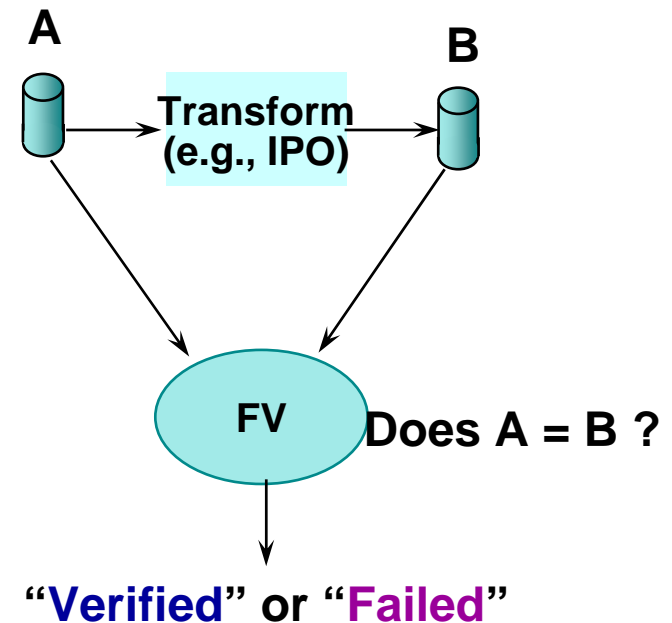 A
B
Transform
(e.g., IPO)
FV
Does A = B ?
“Verified” or “Failed”